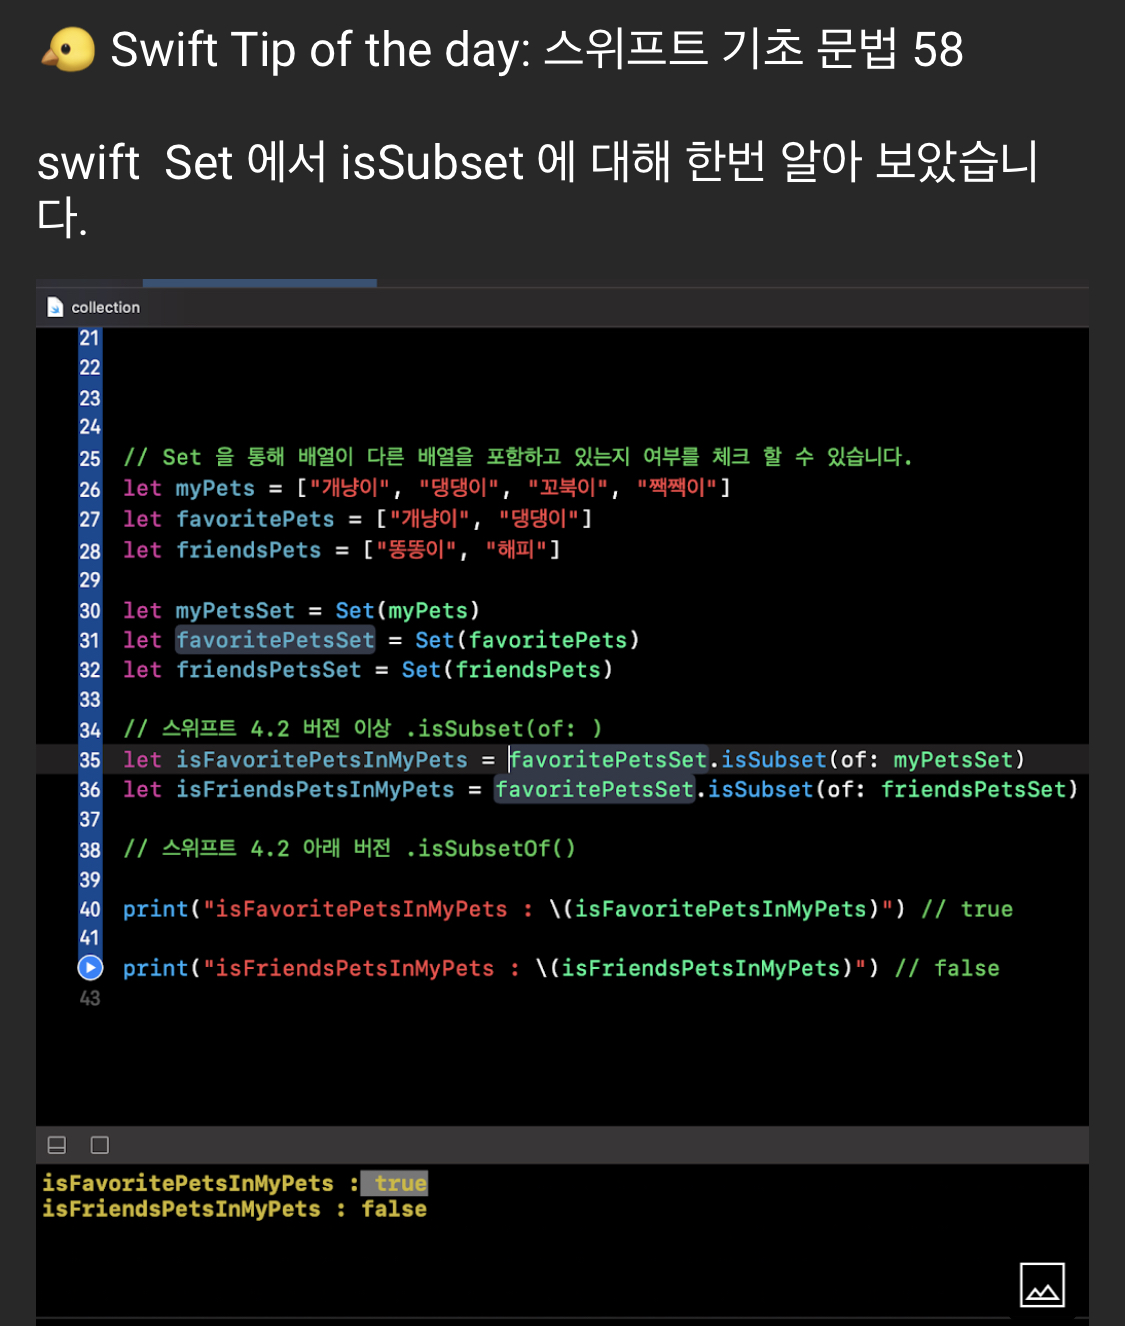 🐤 Swift Tip of the day: 스위프트 기초 문법 58
swift  Set 에서 isSubset 에 대해 한번 알아 보았습니
다.
collection
21
22
23
24
25 // Set 을 통해 배열이 다른 배열을 포함하고 있는지 여부를 체크 할 수 있습니다.
26 let myPets = ["개냥이", "댕댕이", "꼬북이", "짹짹이"]
27 let favoritePets = ["개냥이", "댕댕이"]
28 let friendsPets = ["똥똥이", "해피"]
29
30 let myPetsSet = Set(myPets)
31 let favoritePetsSet = Set(favoritePets)
32 let friendsPetsSet = Set(friendsPets)
33
34 // 스위프트 4.2 버전 이상 .isSubset(of: )
35 let isFavoritePetsInMyPets = favoritePetsSet.isSubset(of: myPetsSet)
36 let isFriendsPetsInMyPets = favoritePetsSet.isSubset(of: friendsPetsSet)
37
38 // 스위프트 4.2 아래 버전 .isSubsetOf()
39
40 print("isFavoritePetsInMyPets : \(isFavoritePetsInMyPets)") // true
41
print("isFriendsPetsInMyPets : \(isFriendsPetsInMyPets)") // false
43
isFavoritePetsInMyPets : true
isFriendsPetsInMyPets : false